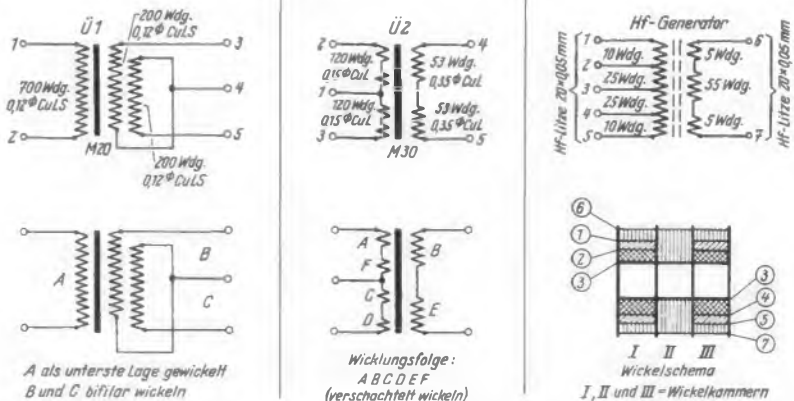 Ü1
200 Wdg.
0,12⌀ CuLS
1
3
700 Wdg.
0,12⌀ CuLS
4
2
5
M20
200 Wdg.
0,12⌀ CuLS
A
B
C
A als unterste Lage gewickelt
B und C bifilar wickeln
Ü2
2
4
120 Wdg.
0,15⌀ CuL
53 Wdg.
0,35⌀ CuL
1
120 Wdg.
0,15⌀ CuL
53 Wdg.
0,35⌀ CuL
3
5
M30
A
B
F
C
D
E
Wicklungsfolge:
A B C D E F
(verschachtelt wickeln)
Hf-Generator
Hf-Litze 20×0,05mm
1
6
10 Wdg.
5 Wdg.
2
25 Wdg.
3
55 Wdg.
25 Wdg.
4
10 Wdg.
5 Wdg.
5
7
Hf-Litze 20×0,05mm
6
1
2
3
3
4
5
7
I II III
Wickelschema
I, II und III = Wickelkammern